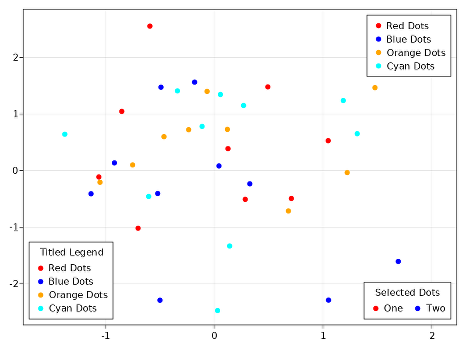 Red Dots
Blue Dots
Orange Dots
Cyan Dots
2
1
0
-1
-2
Titled Legend
Red Dots
Blue Dots
Orange Dots
Cyan Dots
Selected Dots
One Two
-1 0 1 2